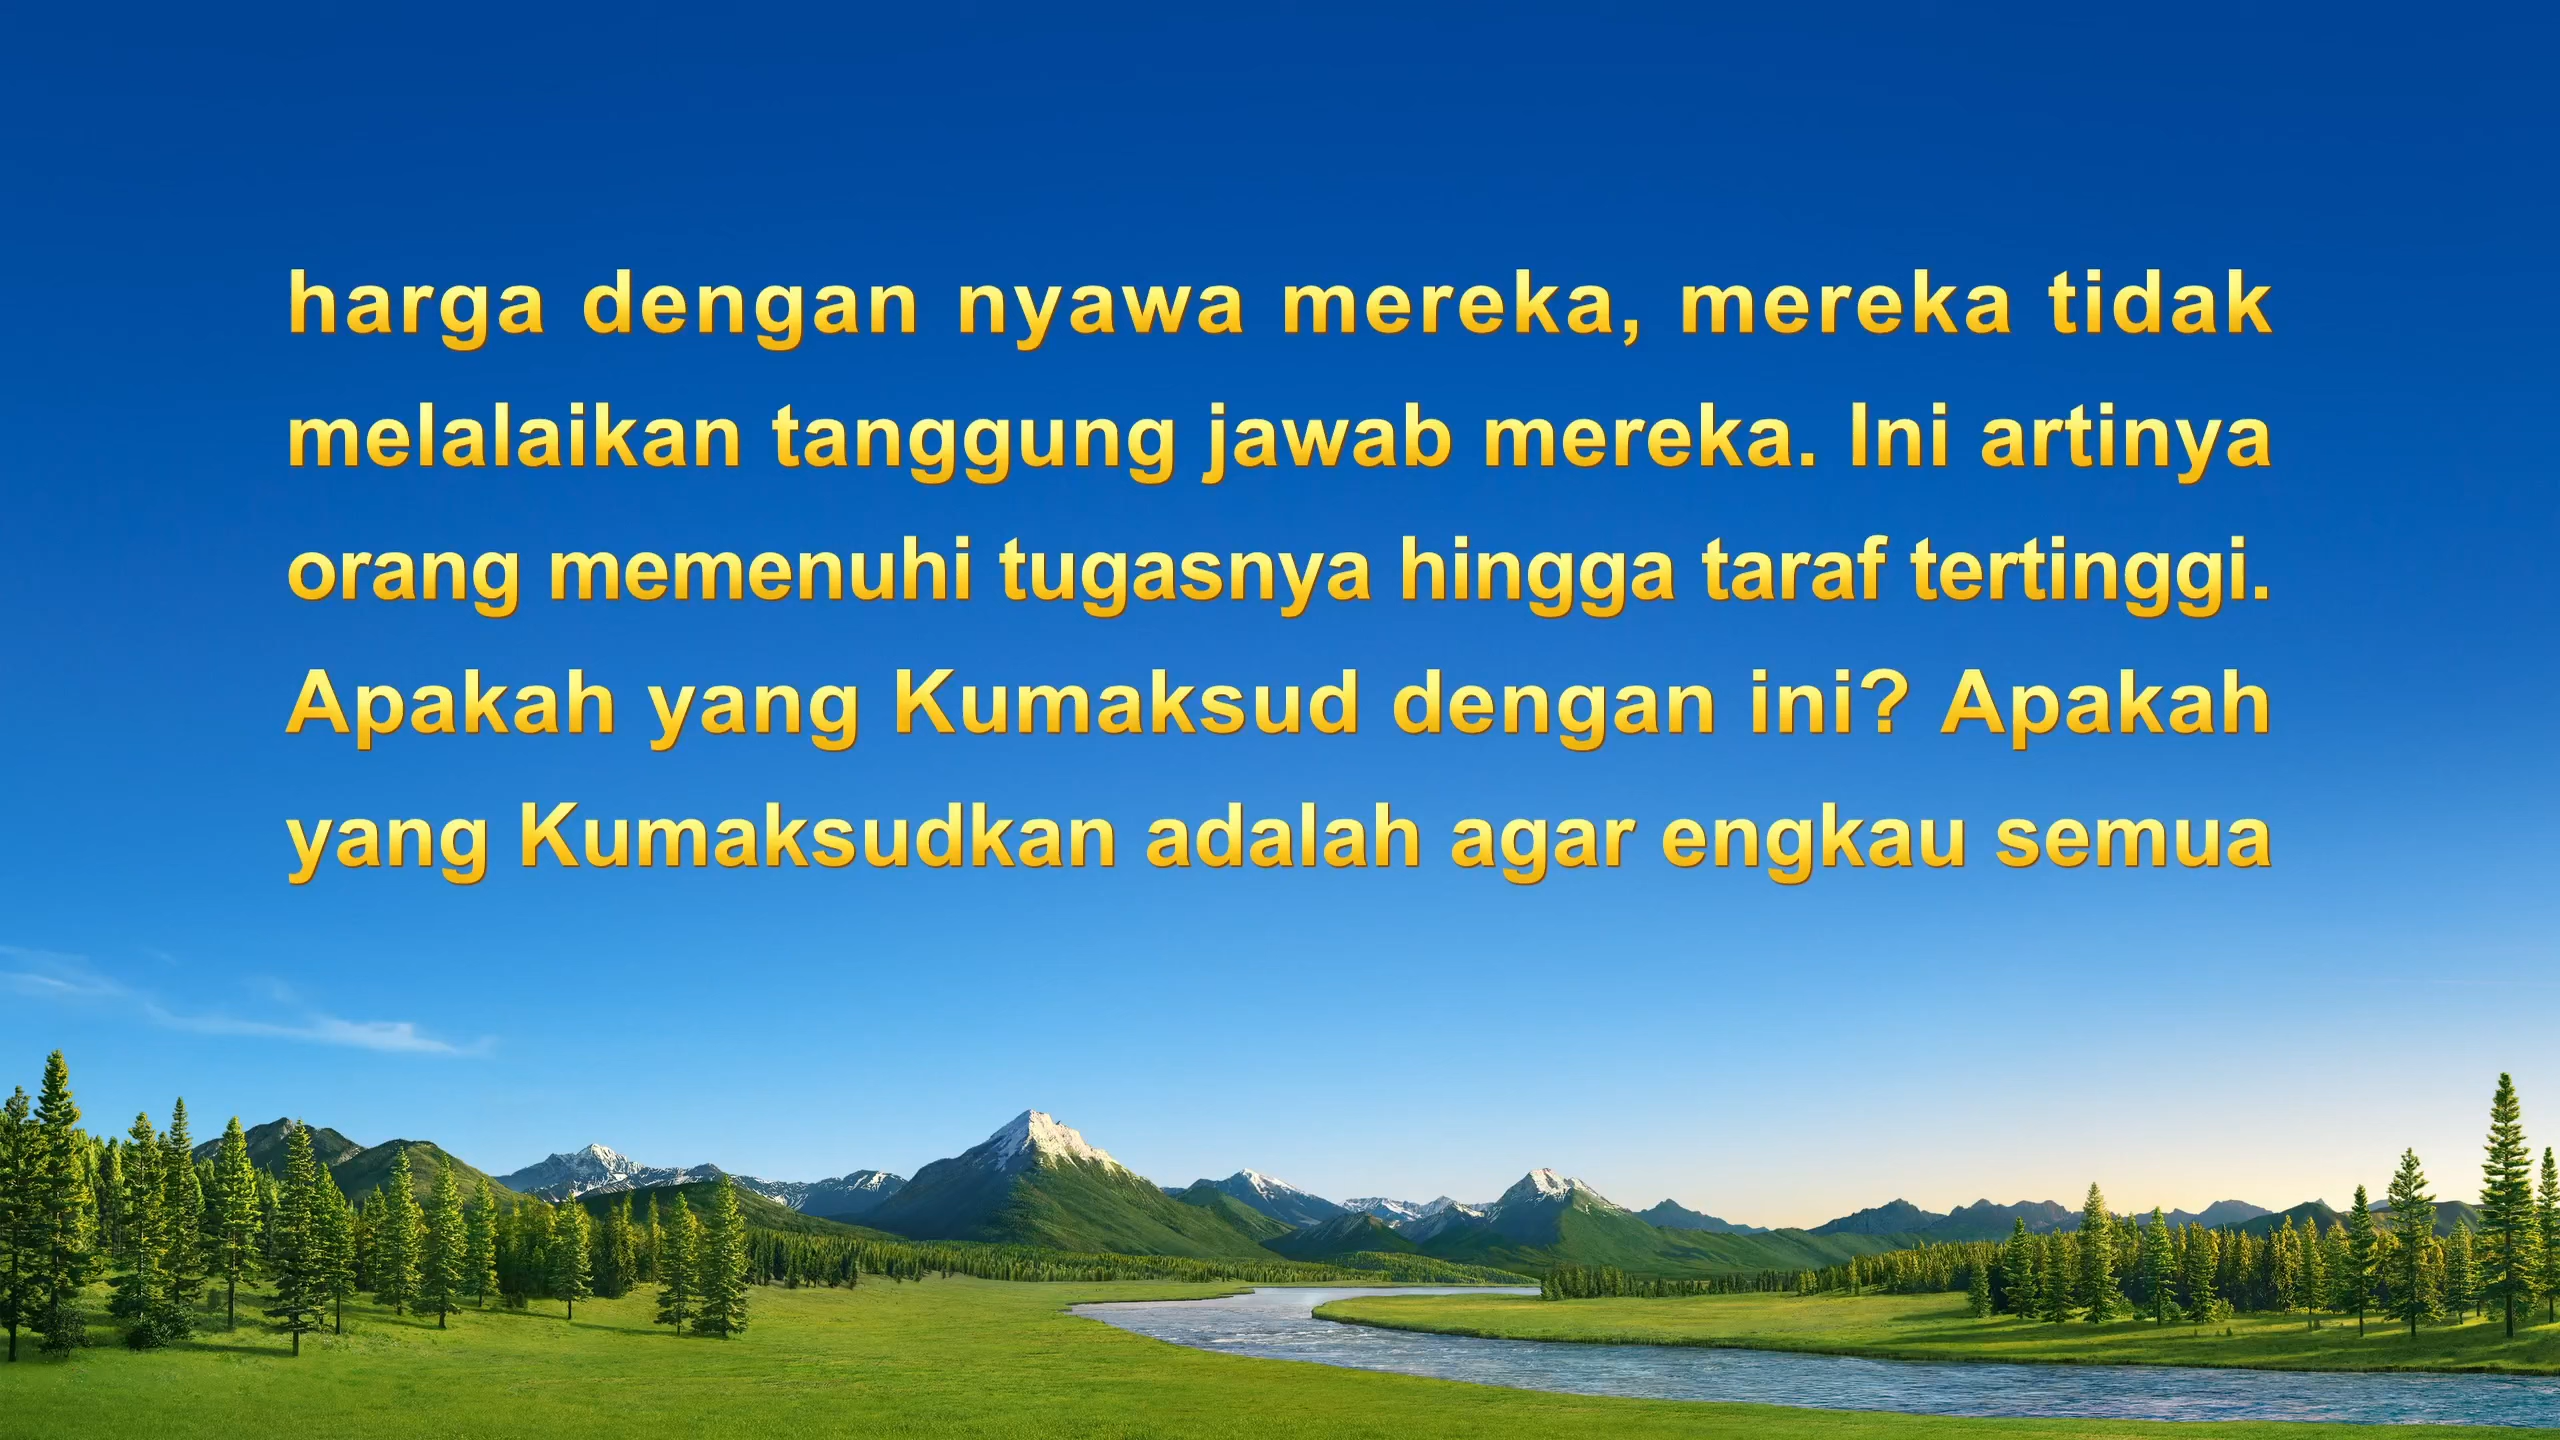 harga dengan nyawa mereka, mereka tidak
melalaikan tanggung jawab mereka. Ini artinya
orang memenuhi tugasnya hingga taraf tertinggi.
Apakah yang Kumaksud dengan ini? Apakah
yang Kumaksudkan adalah agar engkau semua